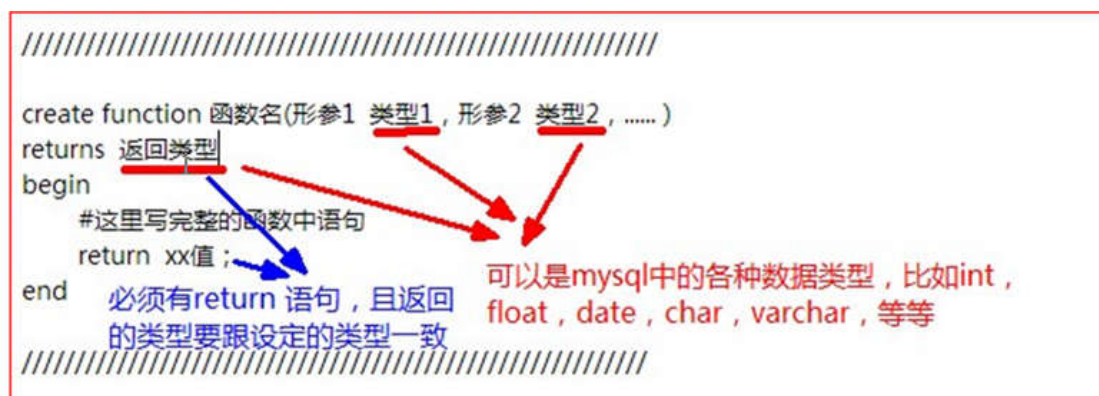 ////////////////////////////////////////////////////////////
create function 函数名(形参1 类型1，形参2 类型2，...... )
returns 返回类型
begin
#这里写完整的函数中语句
return xx值；
end
必须有return 语句，且返回
的类型要跟设定的类型一致
可以是mysql中的各种数据类型，比如int，
float，date，char，varchar，等等
///////////////////////////////////////////////////////////